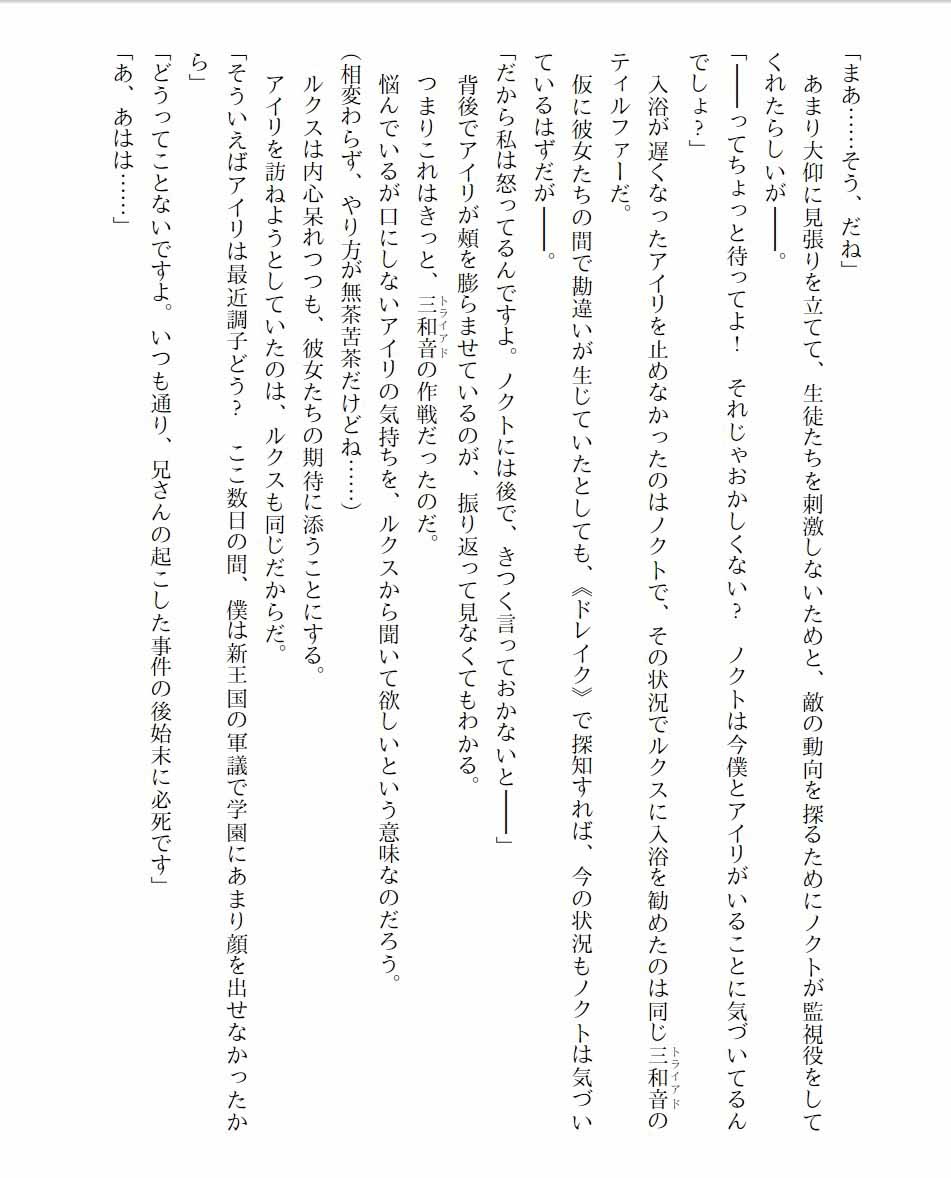 「まあ……そう、だね」
　あまり大仰に見張りを立てて、生徒たちを刺激しないためと、敵の動向を探るためにノクトが監視役をして
くれたらしいが――。
「――ってちょっと待ってよ！　それじゃおかしくない？　ノクトは今僕とアイリがいることに気づいてるん
でしょ？」
　入浴が遅くなったアイリを止めなかったのはノクトで、その状況でルクスに入浴を勧めたのは同じ三和音の
トライアド
ティルファーだ。
　仮に彼女たちの間で勘違いが生じていたとしても、《ドレイク》で探知すれば、今の状況もノクトは気づい
ているはずだが――。
「だから私は怒ってるんですよ。ノクトには後で、きつく言っておかないと――」
　背後でアイリが頰を膨らませているのが、振り返って見なくてもわかる。
　つまりこれはきっと、三和音の作戦だったのだ。
トライアド
　悩んでいるが口にしないアイリの気持ちを、ルクスから聞いて欲しいという意味なのだろう。
（相変わらず、やり方が無茶苦茶だけどね……）
　ルクスは内心呆れつつも、彼女たちの期待に添うことにする。
　アイリを訪ねようとしていたのは、ルクスも同じだからだ。
「そういえばアイリは最近調子どう？　ここ数日の間、僕は新王国の軍議で学園にあまり顔を出せなかったか
ら」
「どうってことないですよ。いつも通り、兄さんの起こした事件の後始末に必死です」
「あ、あはは……」